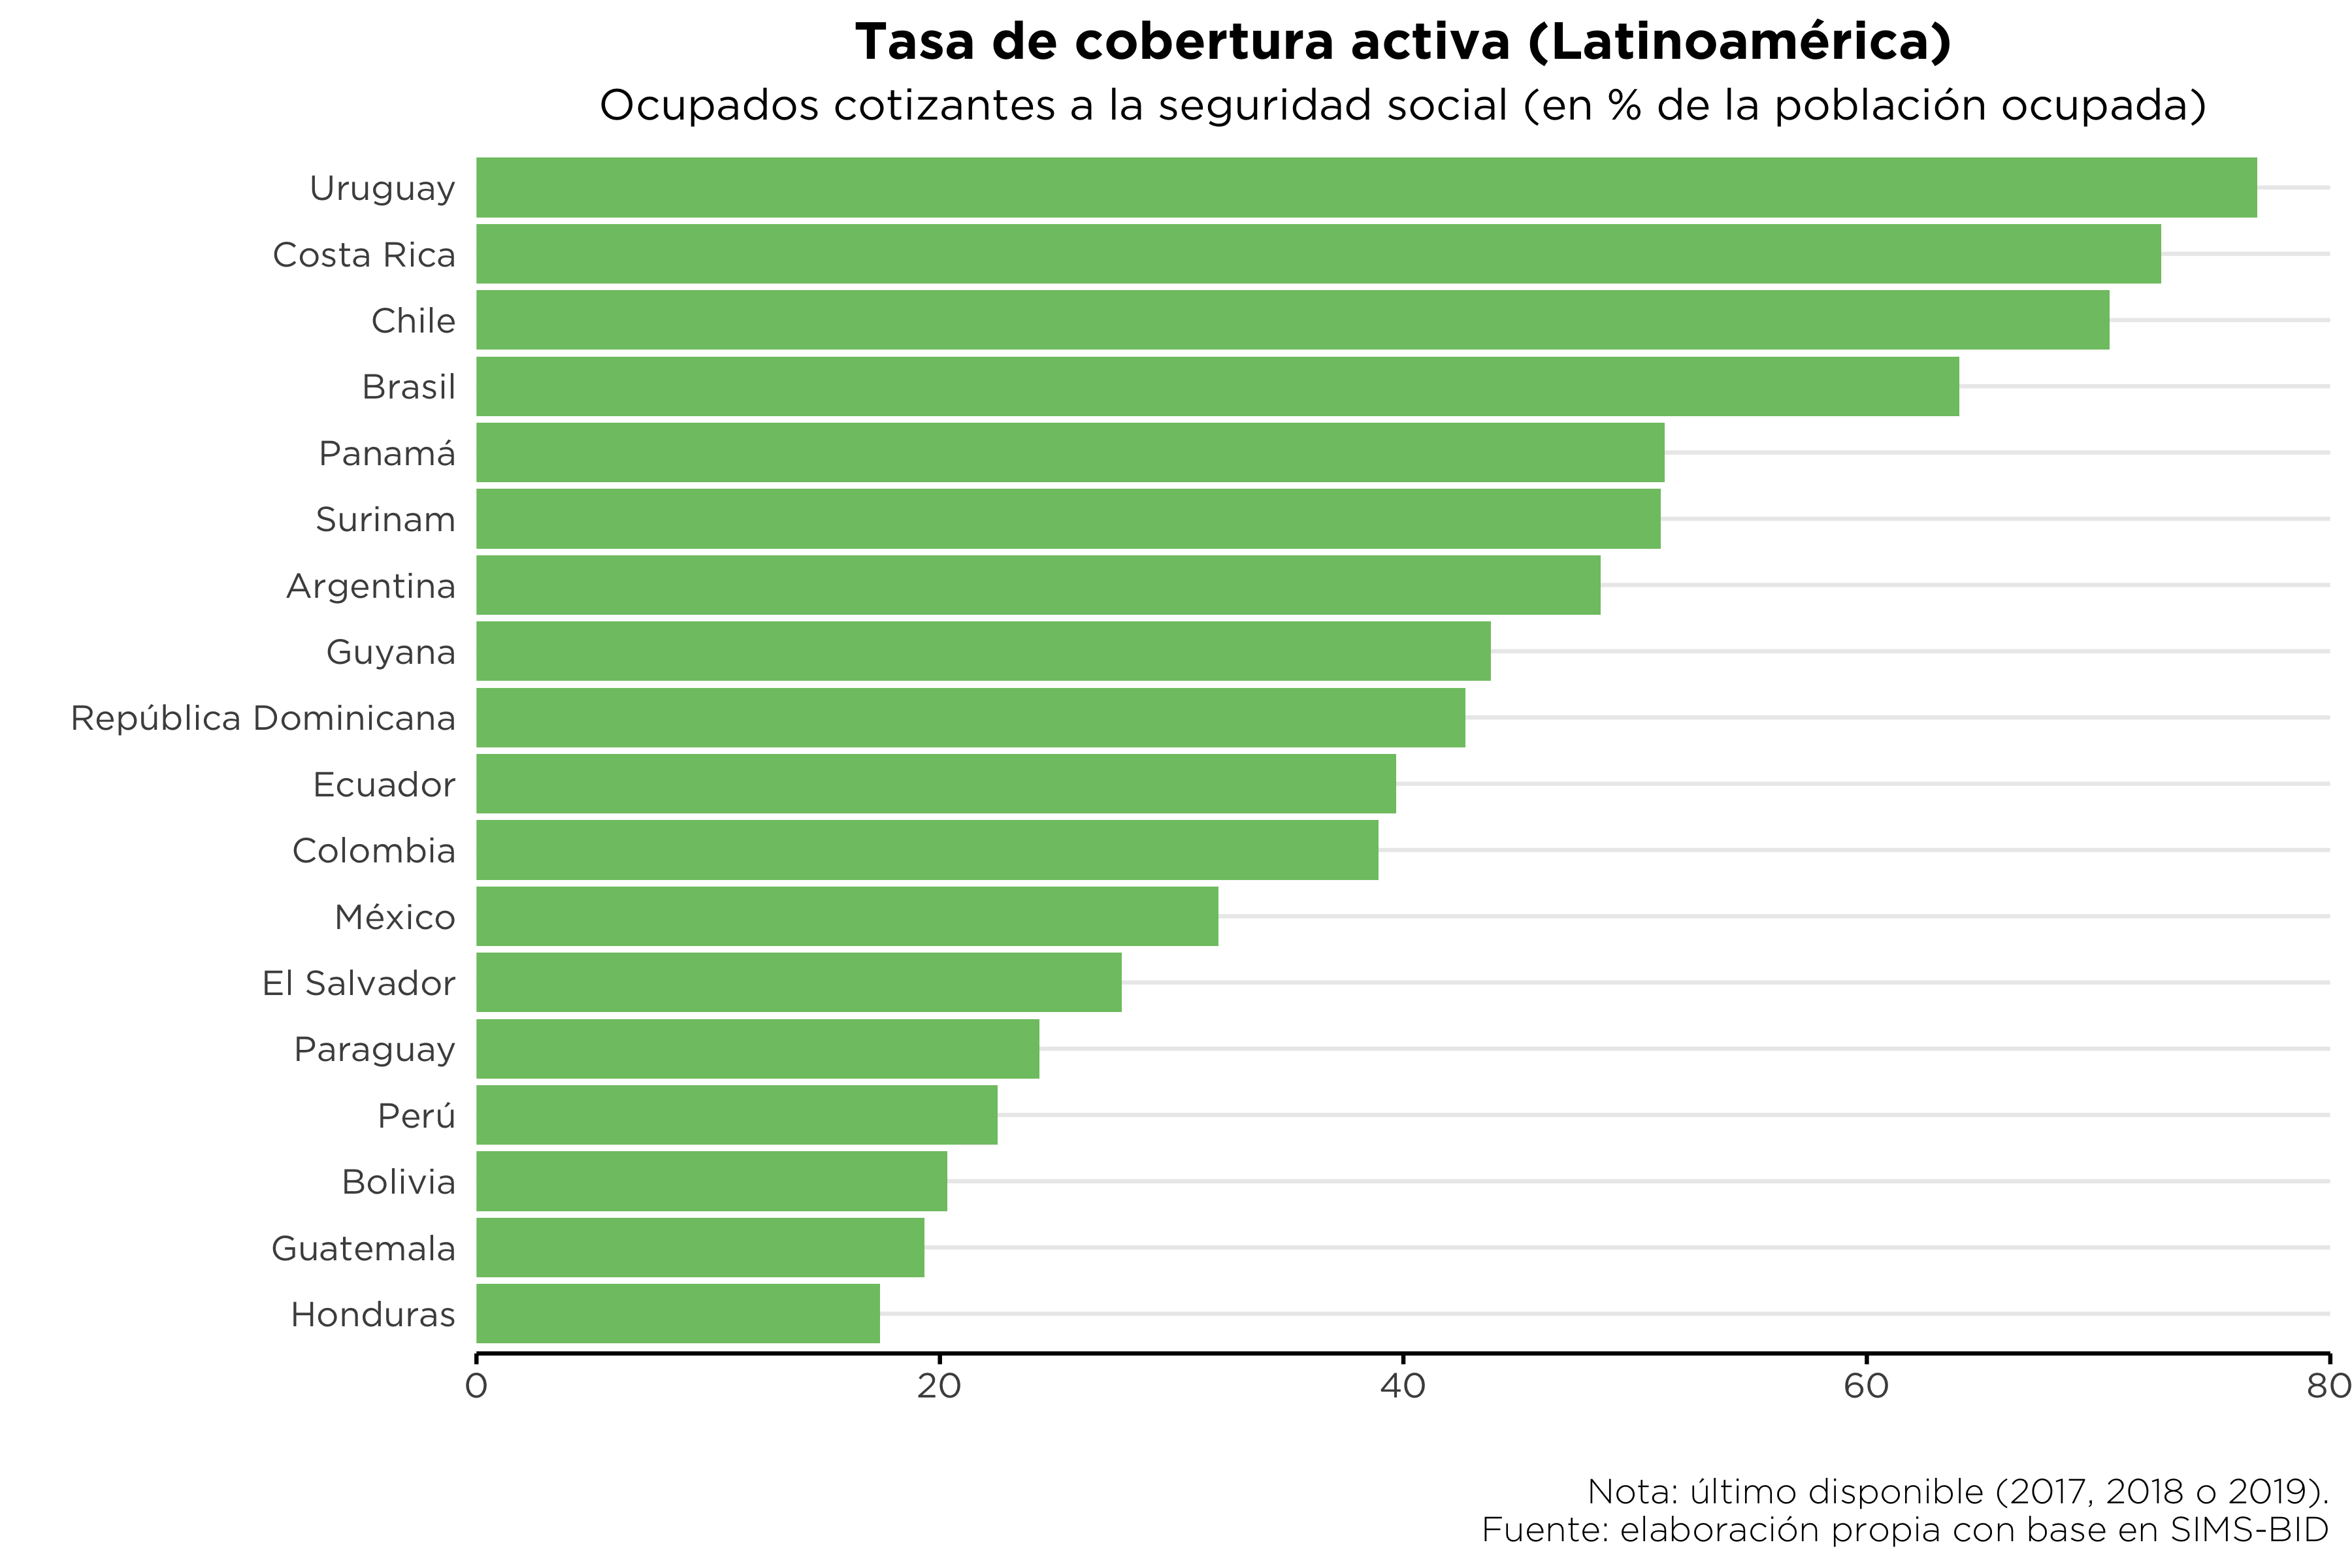 Tasa de cobertura activa (Latinoamérica)
Ocupados cotizantes a la seguridad social (en % de la población ocupada)
Uruguay
Costa Rica
Chile
Brasil
Panamá
Surinam
Argentina
Guyana
República Dominicana
Ecuador
Colombia
México
El Salvador
Paraguay
Perú
Bolivia
Guatemala
Honduras
0 20 40 60 80
Nota: último disponible (2017, 2018 o 2019).
Fuente: elaboración propia con base en SIMS-BID